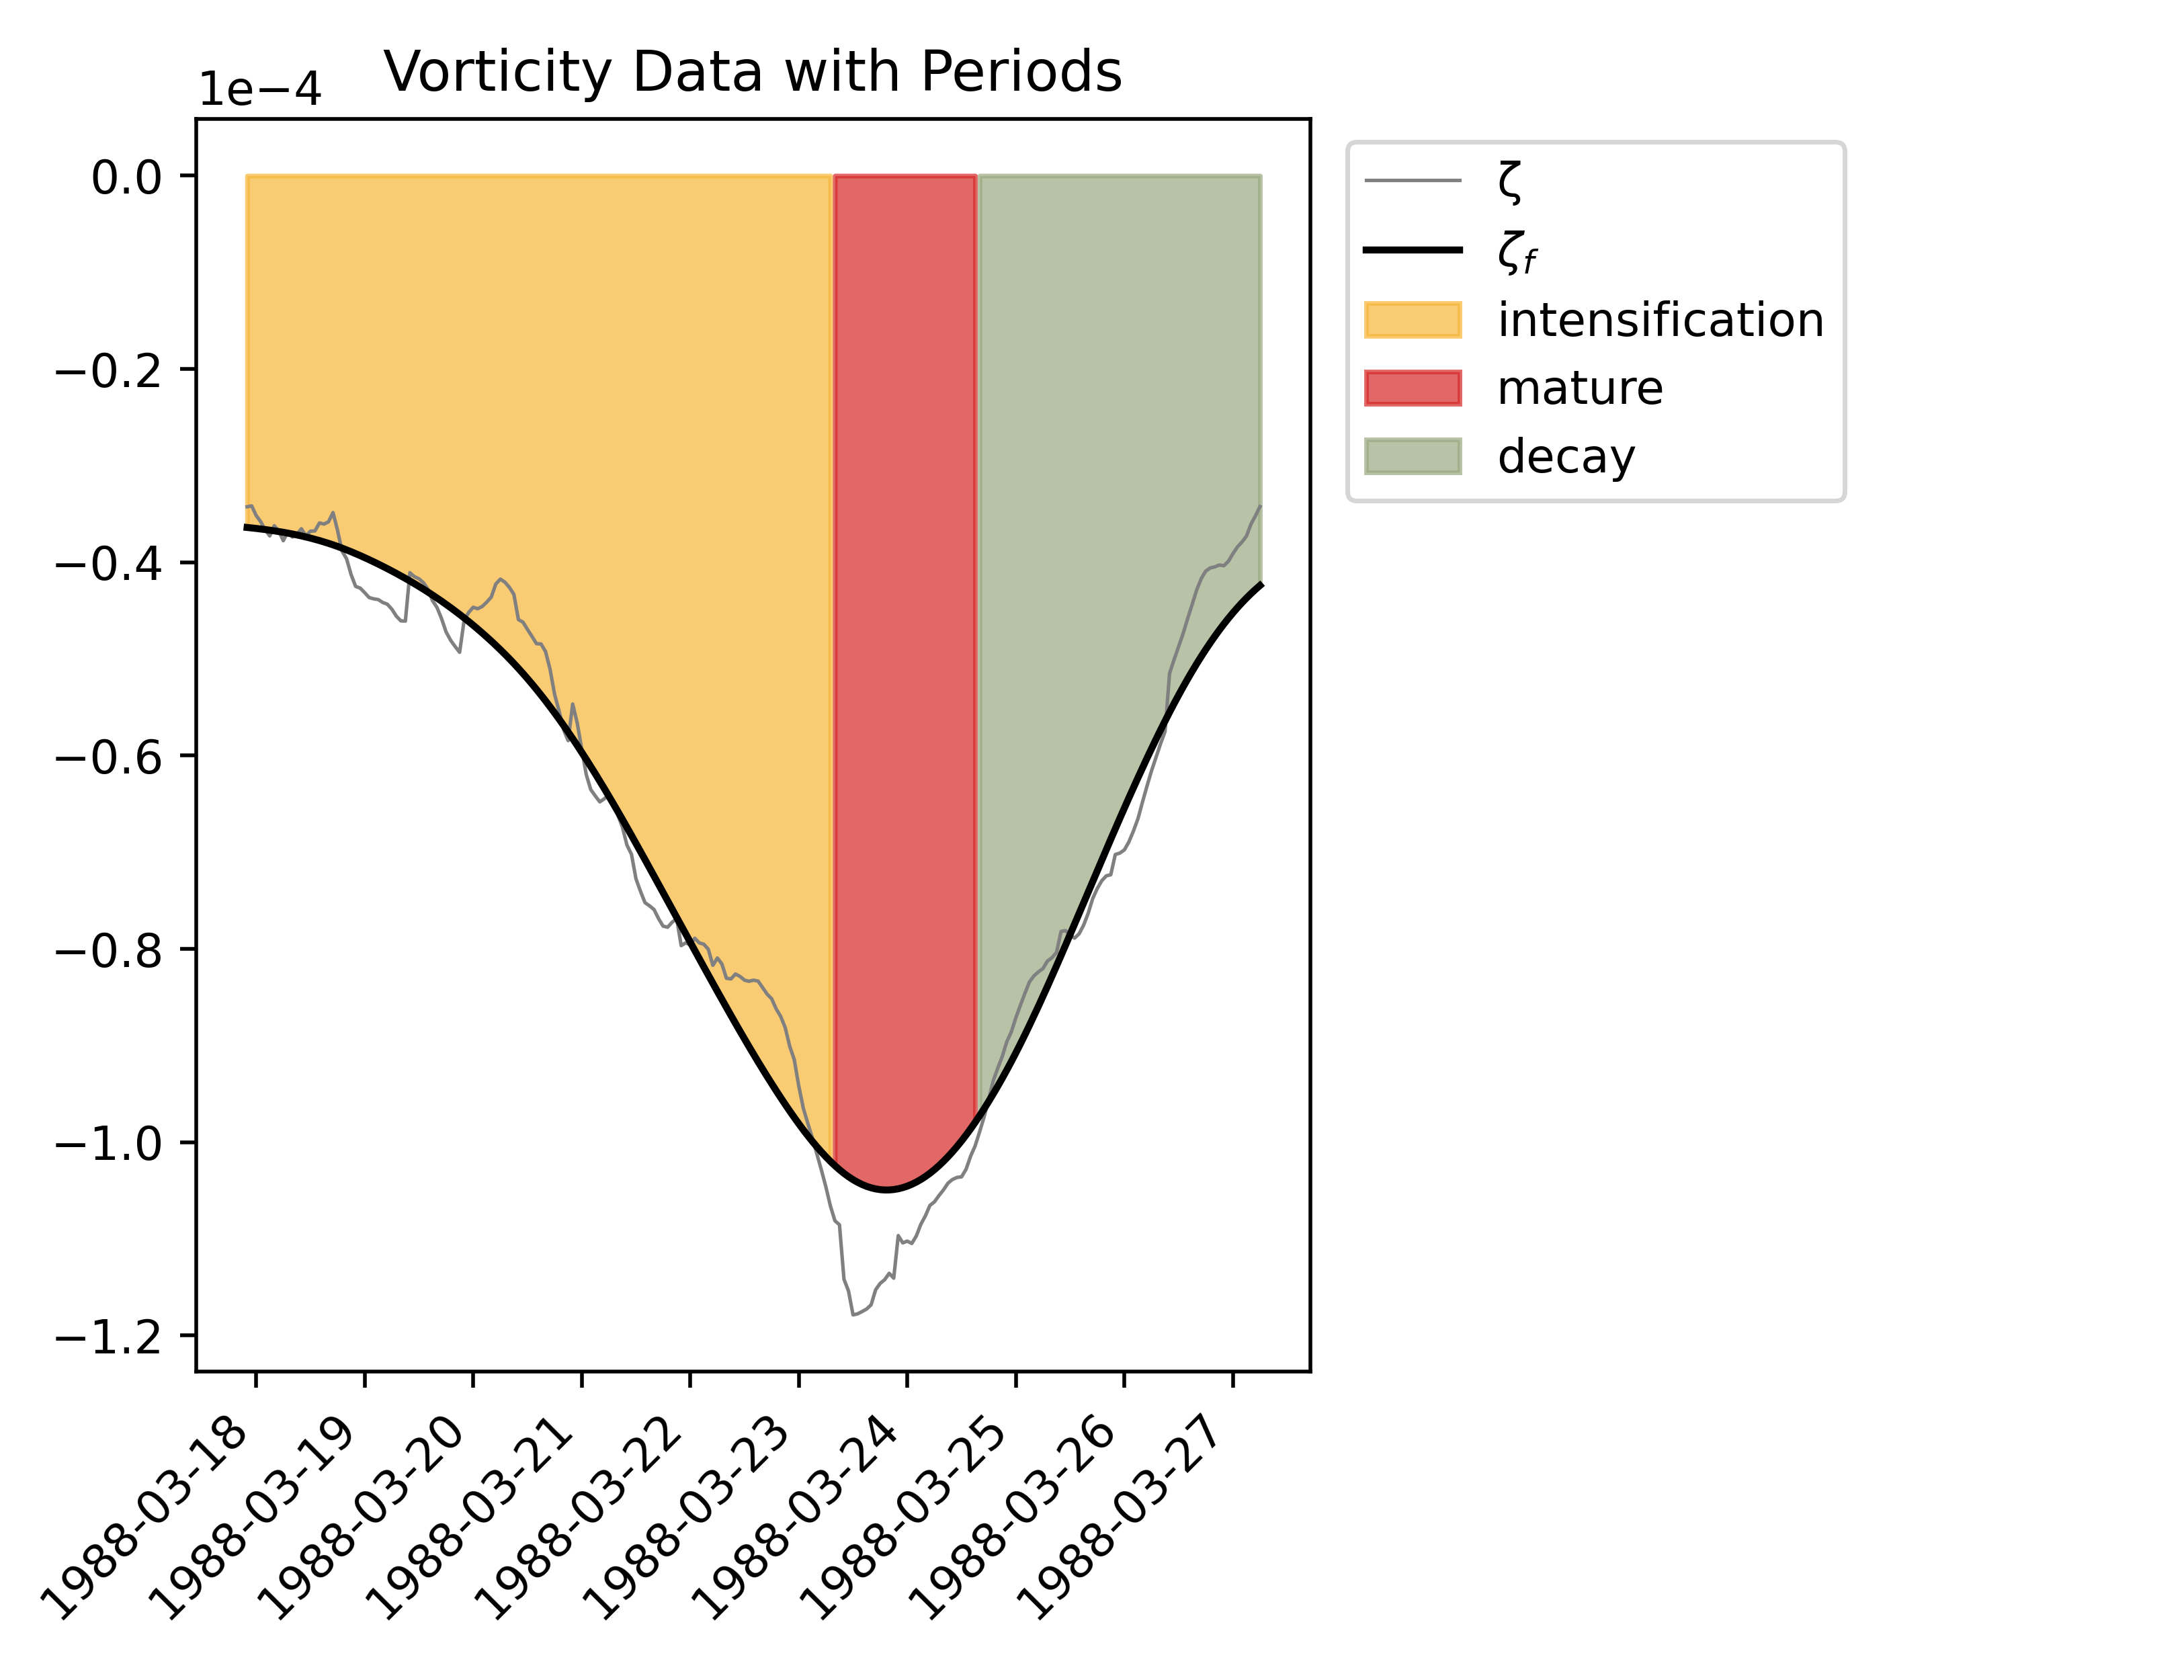 Vorticity Data with Periods
1e−4
0.0
−0.2
−0.4
−0.6
−0.8
−1.0
−1.2
1988-03-18
1988-03-19
1988-03-20
1988-03-21
1988-03-22
1988-03-23
1988-03-24
1988-03-25
1988-03-26
1988-03-27
ζ
ζf
intensification
mature
decay